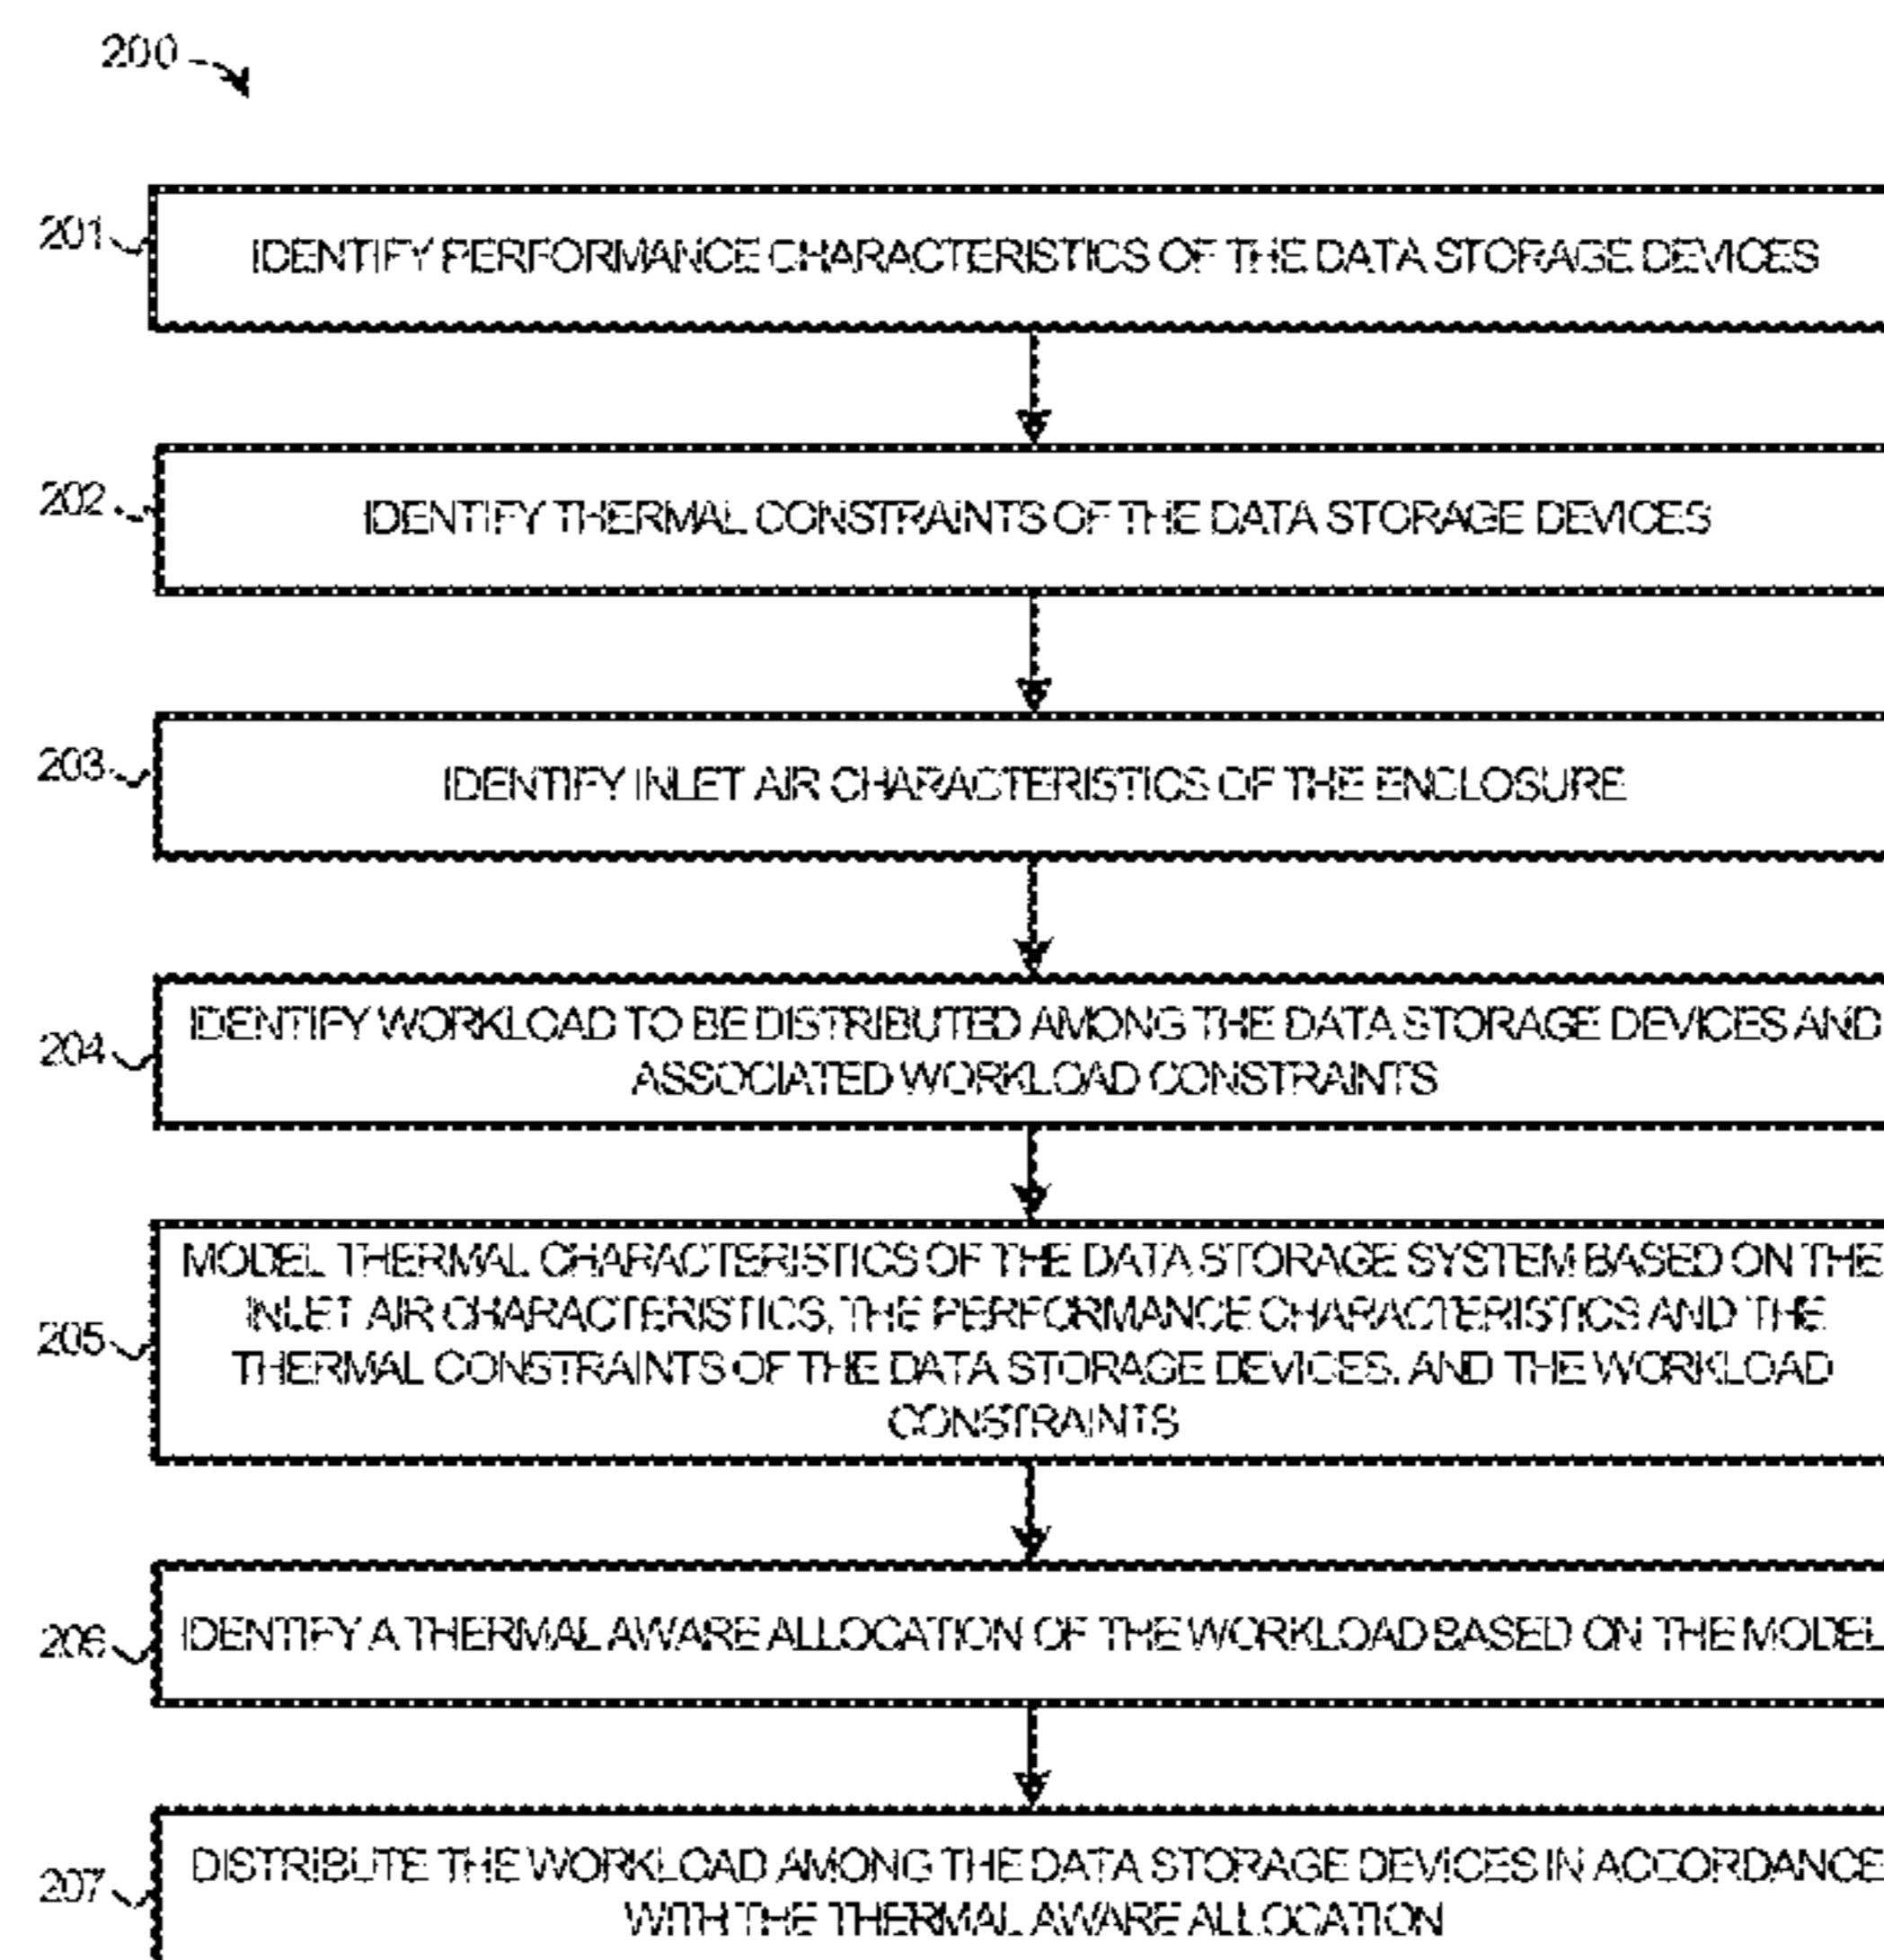 200
201
IDENTIFY PERFORMANCE CHARACTERISTICS OF THE DATA STORAGE DEVICES
202
IDENTIFY THERMAL CONSTRAINTS OF THE DATA STORAGE DEVICES
203
IDENTIFY INLET AIR CHARACTERISTICS OF THE ENCLOSURE
204
IDENTIFY WORKLOAD TO BE DISTRIBUTED AMONG THE DATA STORAGE DEVICES AND
ASSOCIATED WORKLOAD CONSTRAINTS
205
MODEL THERMAL CHARACTERISTICS OF THE DATA STORAGE SYSTEM BASED ON THE
INLET AIR CHARACTERISTICS, THE PERFORMANCE CHARACTERISTICS AND THE
THERMAL CONSTRAINTS OF THE DATA STORAGE DEVICES, AND THE WORKLOAD
CONSTRAINTS
206
IDENTIFY A THERMAL AWARE ALLOCATION OF THE WORKLOAD BASED ON THE MODEL
207
DISTRIBUTE THE WORKLOAD AMONG THE DATA STORAGE DEVICES IN ACCORDANCE
WITH THE THERMAL AWARE ALLOCATION